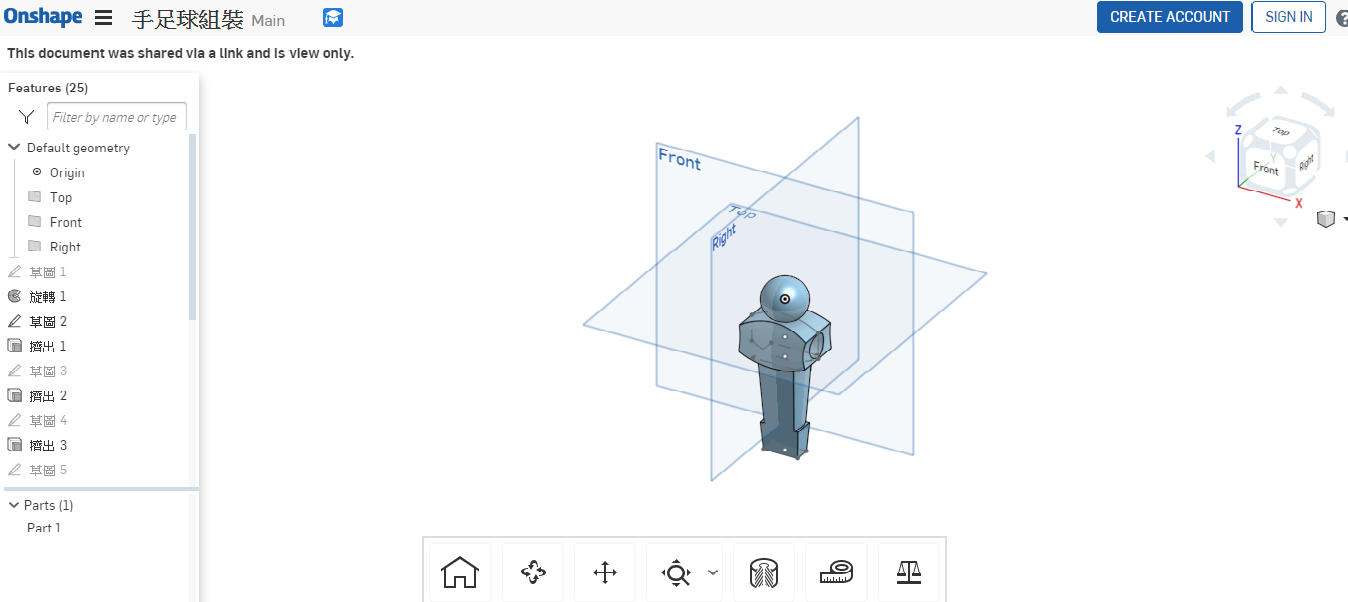 Onshape 手足球組裝 Main CREATE ACCOUNT SIGN IN ?
This document was shared via a link and is view only.
Features (25)
Filter by name or type
Default geometry
Origin
Top
Front
Right
草圖 1
旋轉 1
草圖 2
擠出 1
草圖 3
擠出 2
草圖 4
擠出 3
草圖 5
Parts (1)
Part 1
Front
Top
Right
Z
Top
Y
Front
Right
X